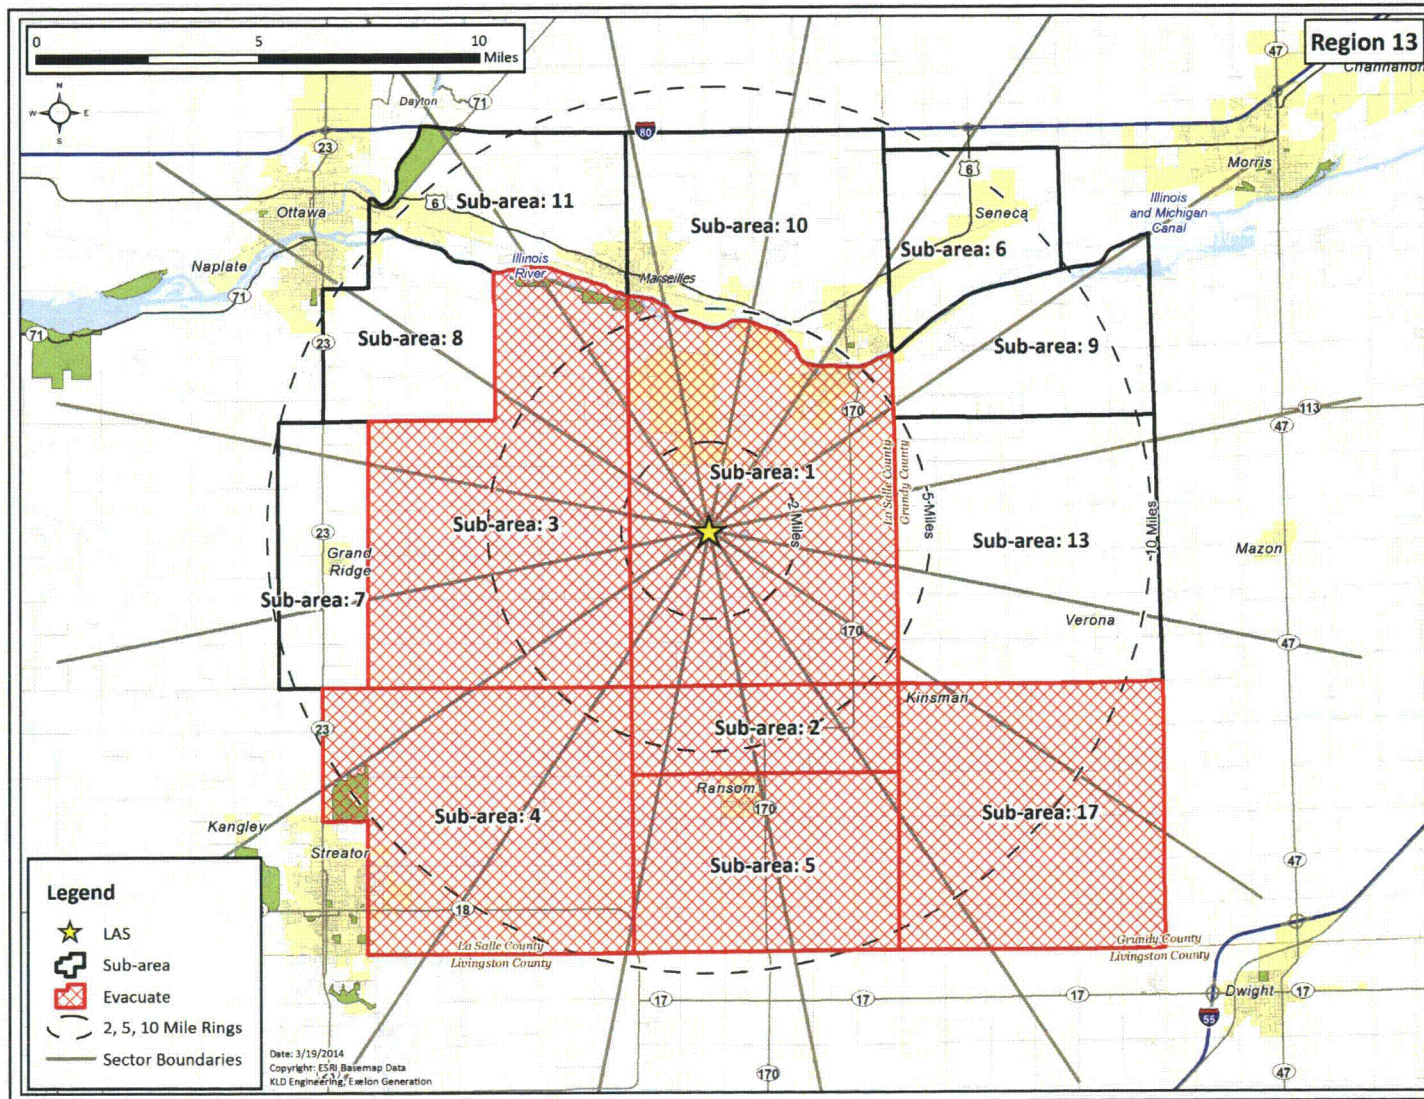 0
5
10
Miles
Region 13
47
Channahon
N
W
E
S
Dayton
71
23
80
6
Morris
6
Sub-area: 11
Ottawa
Seneca
Illinois
and Michigan
Canal
Sub-area: 10
Sub-area: 6
Naplate
Illinois
River
Marseilles
71
71
23
Sub-area: 8
Sub-area: 9
170
113
47
La Salle County
Grundy County
Sub-area: 1
5 Miles
2 Miles
10 Miles
Sub-area: 3
23
Grand
Ridge
Sub-area: 13
Mazon
Sub-area: 7
Verona
170
47
Kinsman
23
Sub-area: 2
Ransom
170
Sub-area: 4
Sub-area: 17
Kangley
Streator
Sub-area: 5
47
18
La Salle County
Livingston County
Grundy County
Livingston County
17
17
17
Dwight
17
55
170
47
Legend
LAS
Sub-area
Evacuate
2, 5, 10 Mile Rings
Sector Boundaries
Date: 3/19/2014
Copyright: ESRI Basemap Data
KLD Engineering, Exelon Generation